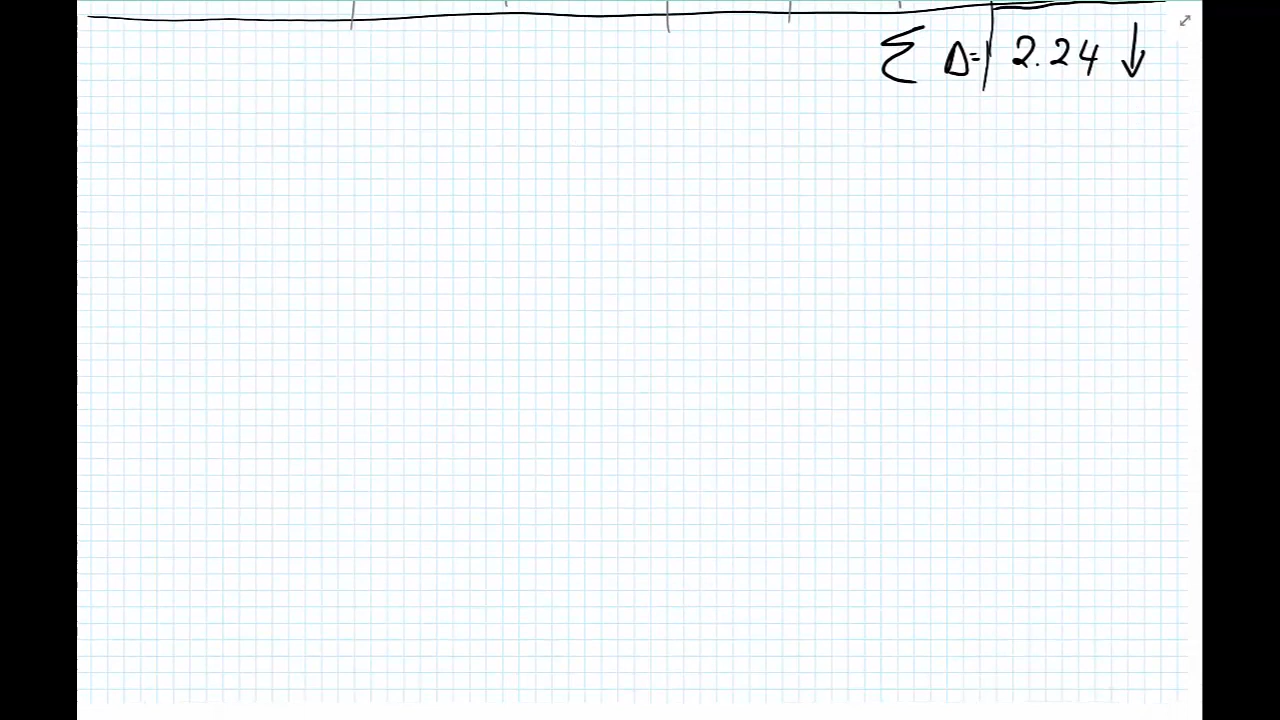 Σ Δ= | 2.24 ↓